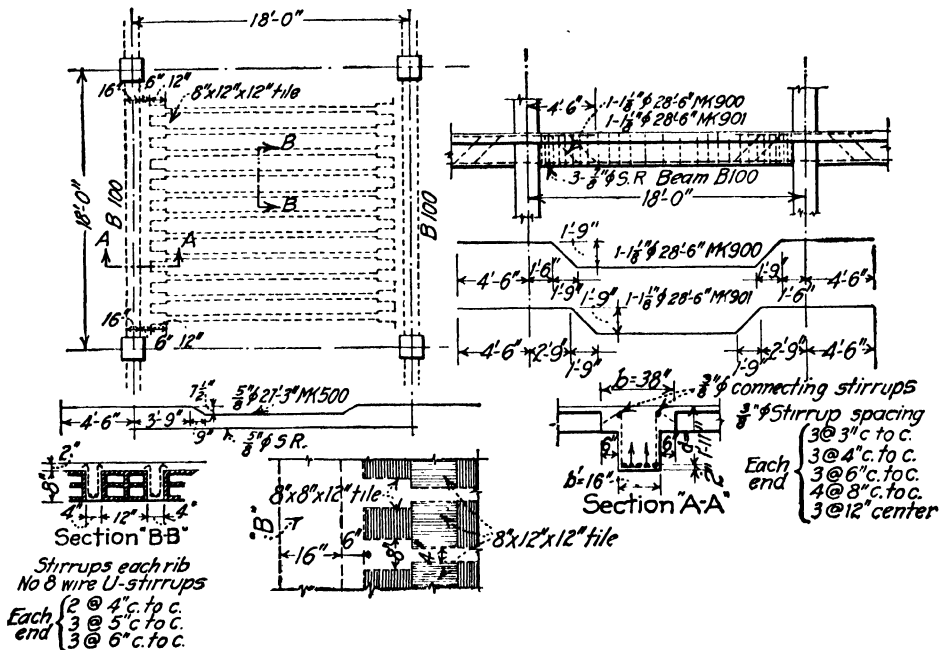 18'-0"
16" 6" 12"
8"x12"x12" tile
B
B
18'-0"
B 100
B 100
A A
16"
6" 12"
4'-6"
1-1⅛"φ 28'-6" MK900
1-1⅛"φ 28'-6" MK901
3-⅞"φ S.R. Beam B100
18'-0"
1'-9"
1-1⅛"φ 28'-6" MK900
4'-6" 1'-6" 1'-9" 1'-9" 1'-6" 4'-6"
1'-9" 1-1⅛"φ 28'-6" MK901
4'-6" 2'-9" 1'-9" 1'-9" 2'-9" 4'-6"
7½" ⅝"φ 21'-3" MK500
4'-6" 3'-9" 9"
⅝"φ S.R.
2"
8"
4" 12" 4"
Section "B-B"
Stirrups each rib
No 8 wire U-stirrups
Each end
2 @ 4" c. to c.
3 @ 5" c to c.
3 @ 6" c. to c.
"B"
16" 6"
8"x8"x12" tile
8" 4"
8"x12"x12" tile
b=38"
⅜"φ connecting stirrups
6" 6"
d=1'-11"
2"
b'=16"
Section "A-A"
⅜"φ Stirrup spacing
Each end
3 @ 3" c to c.
3 @ 4" c. to c.
3 @ 6" c. to c.
4 @ 8" c. to c.
3 @ 12" center